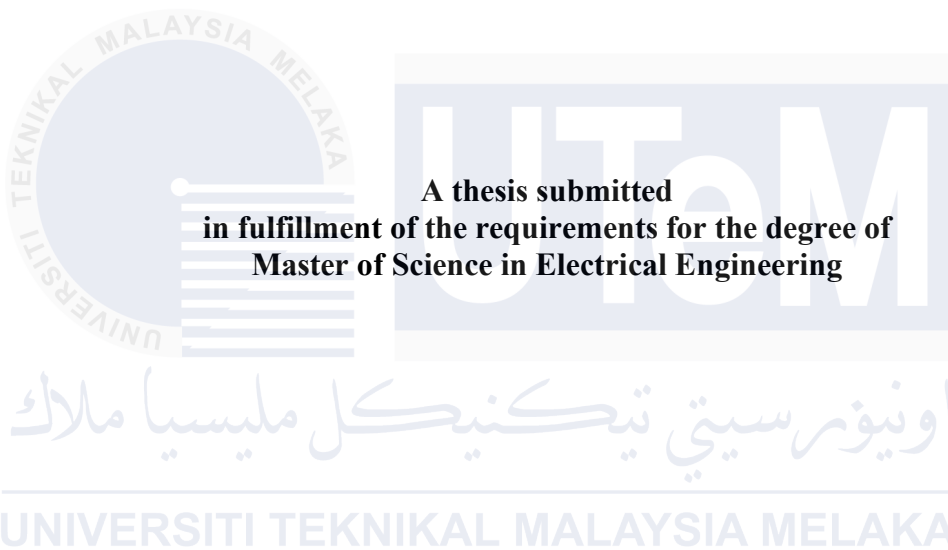 UNIVERSITI TEKNIKAL MALAYSIA MELAKA
UTeM
A thesis submitted
in fulfillment of the requirements for the degree of
Master of Science in Electrical Engineering
اونيۏرسيتي تيكنيكل مليسيا ملاك
UNIVERSITI TEKNIKAL MALAYSIA MELAKA